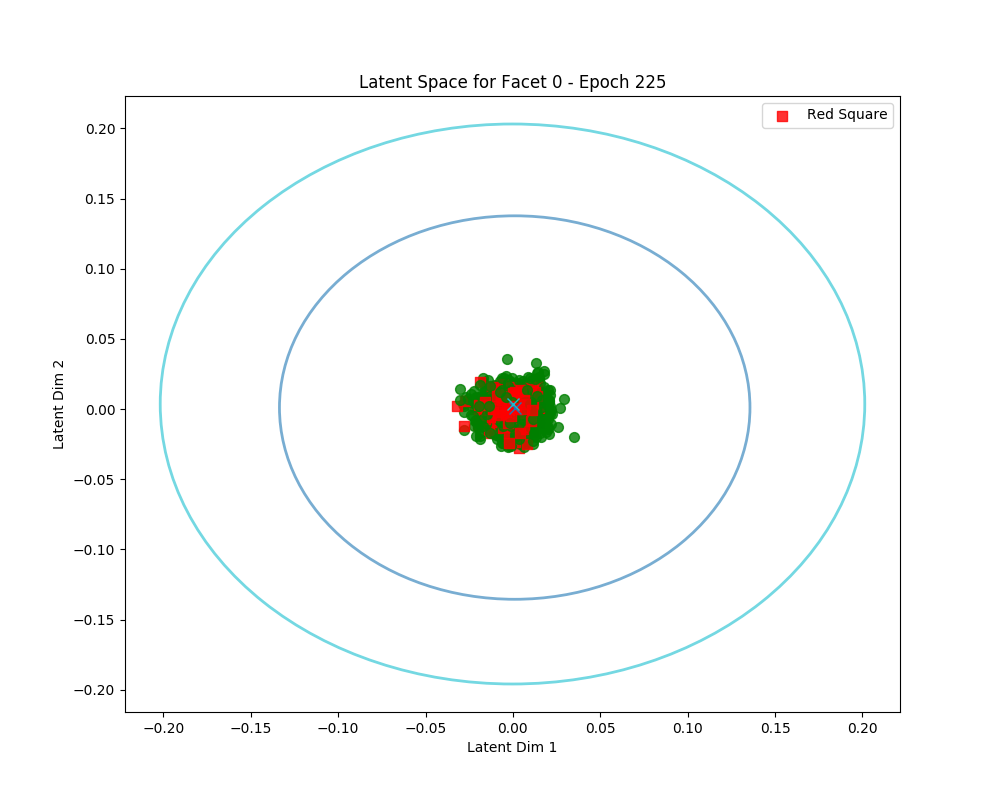 Latent Space for Facet 0 - Epoch 225
Red Square
0.20
0.15
0.10
0.05
0.00
−0.05
−0.10
−0.15
−0.20
Latent Dim 2
−0.20 −0.15 −0.10 −0.05 0.00 0.05 0.10 0.15 0.20
Latent Dim 1